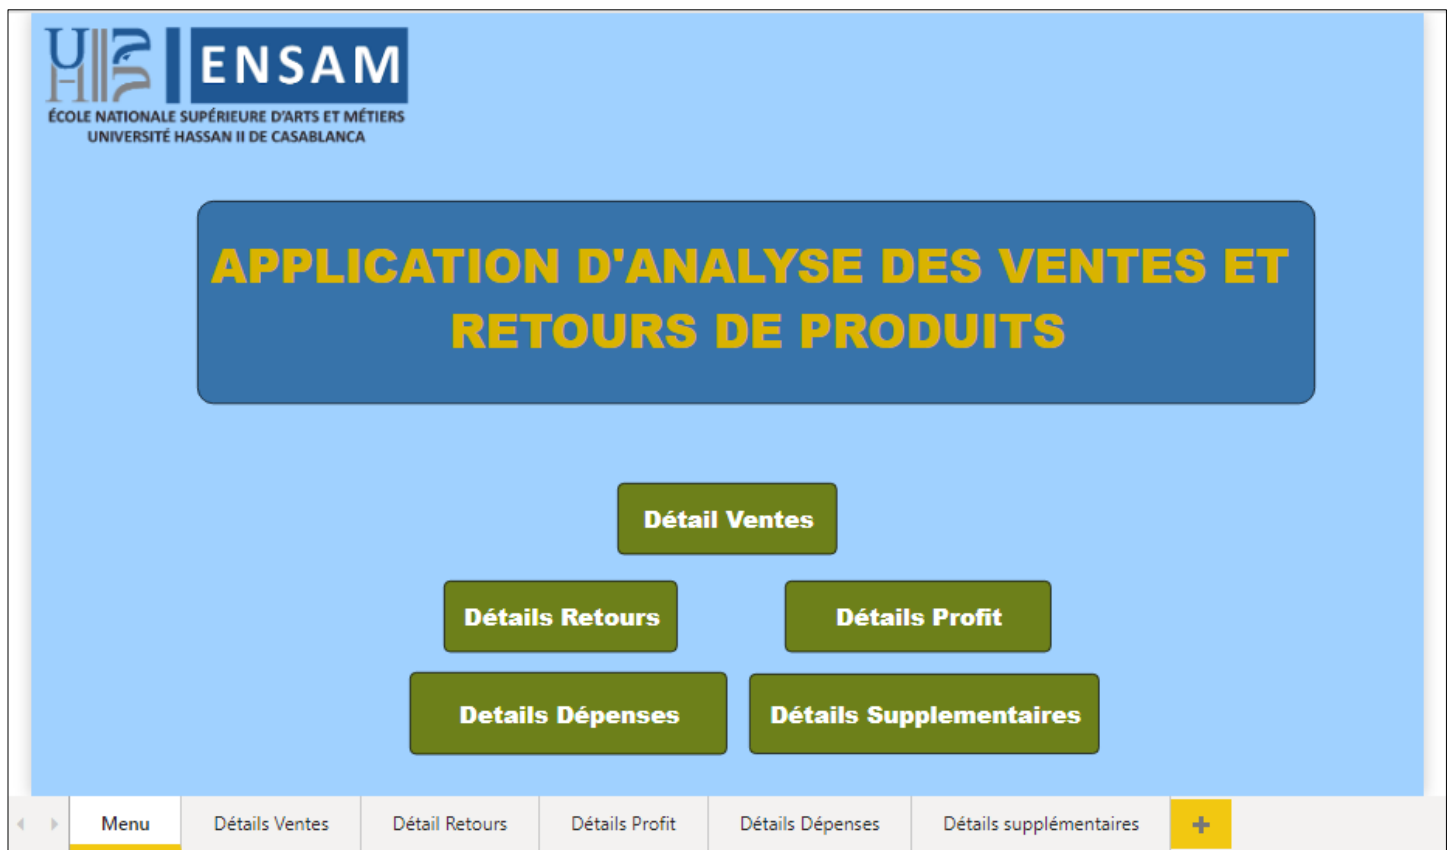 UH2C ENSAM
ÉCOLE NATIONALE SUPÉRIEURE D'ARTS ET MÉTIERS
UNIVERSITÉ HASSAN II DE CASABLANCA
APPLICATION D'ANALYSE DES VENTES ET
RETOURS DE PRODUITS
Détail Ventes
Détails Retours Détails Profit
Details Dépenses Détails Supplementaires
Menu Détails Ventes Détail Retours Détails Profit Détails Dépenses Détails supplémentaires +